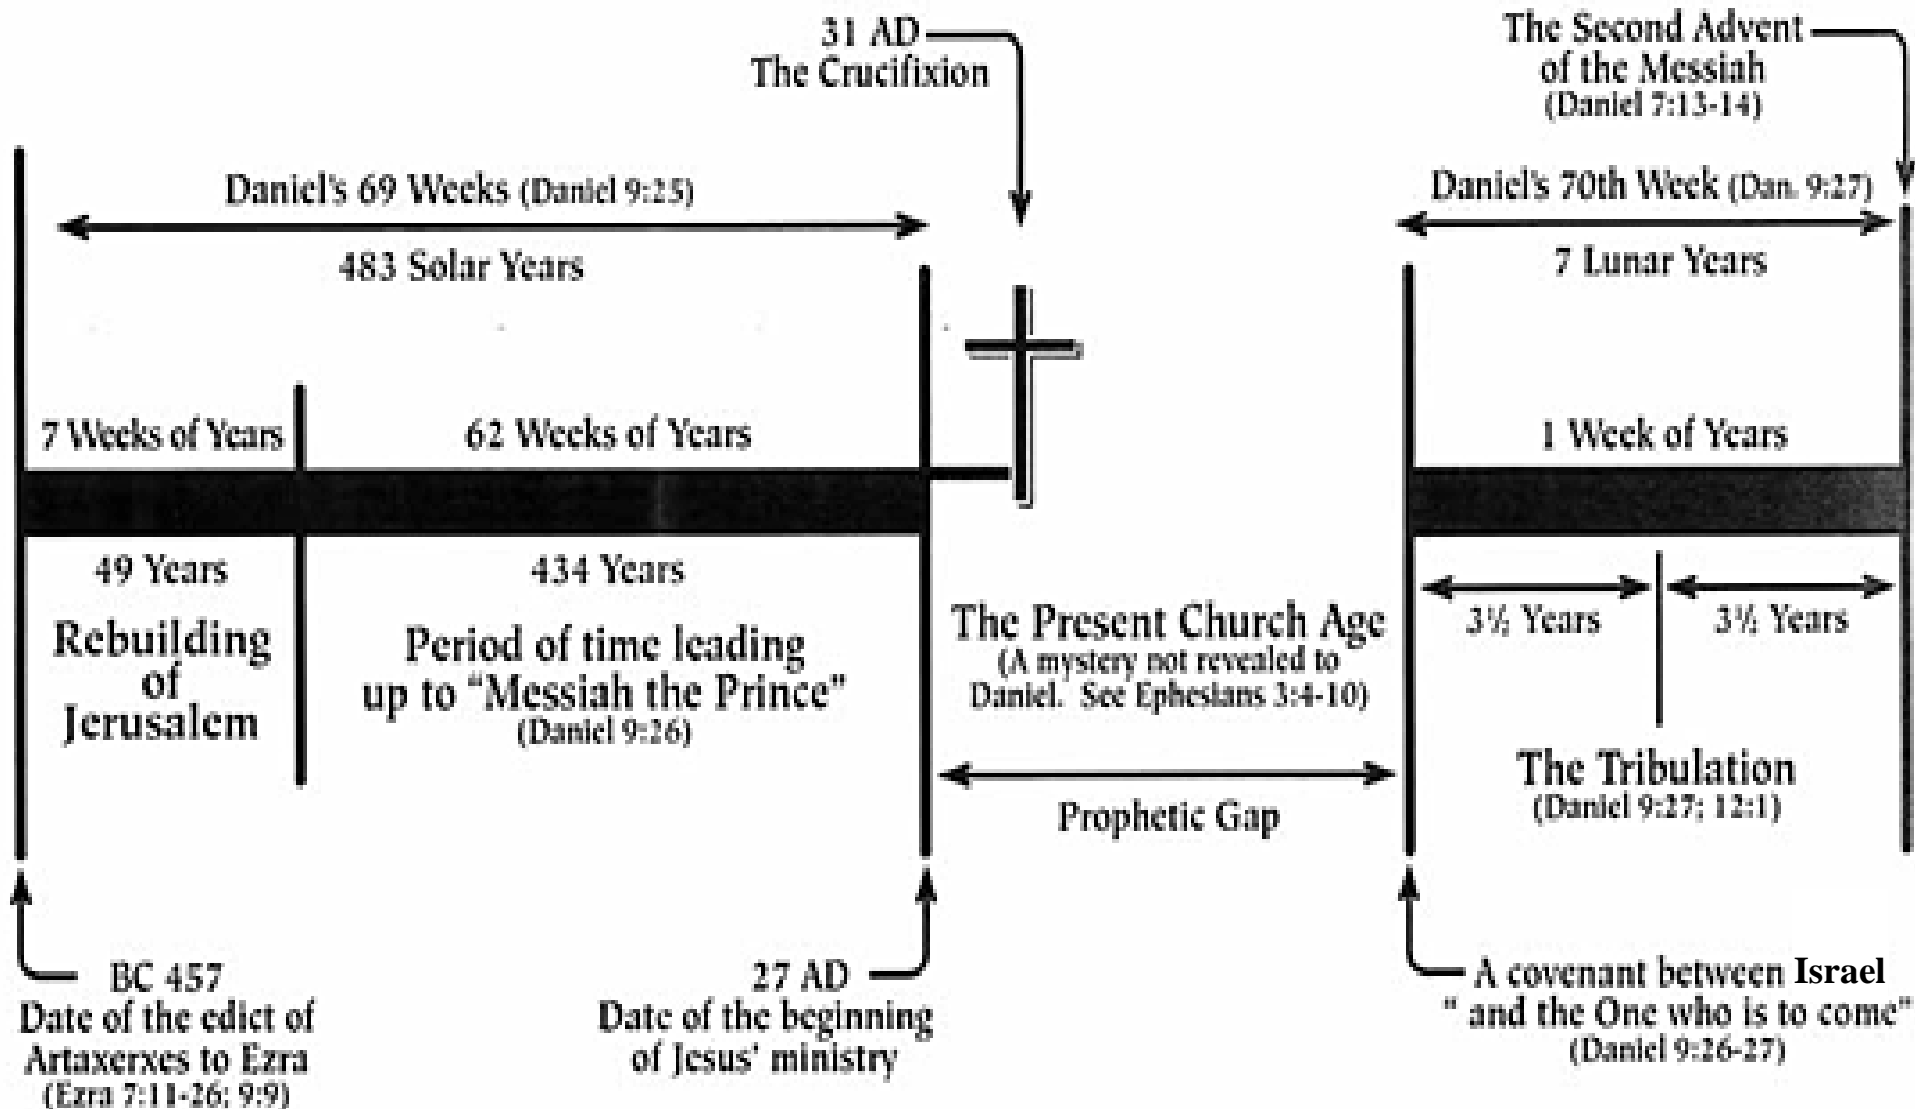 31 AD
The Crucifixion
The Second Advent
of the Messiah
(Daniel 7:13-14)
Daniel's 69 Weeks (Daniel 9:25)
483 Solar Years
Daniel's 70th Week (Dan. 9:27)
7 Lunar Years
7 Weeks of Years
62 Weeks of Years
1 Week of Years
49 Years
434 Years
3½ Years
3½ Years
Rebuilding
of
Jerusalem
Period of time leading
up to “Messiah the Prince”
(Daniel 9:26)
The Present Church Age
(A mystery not revealed to
Daniel. See Ephesians 3:4-10)
Prophetic Gap
The Tribulation
(Daniel 9:27; 12:1)
BC 457
Date of the edict of
Artaxerxes to Ezra
(Ezra 7:11-26; 9:9)
27 AD
Date of the beginning
of Jesus' ministry
A covenant between Israel
" and the One who is to come"
(Daniel 9:26-27)